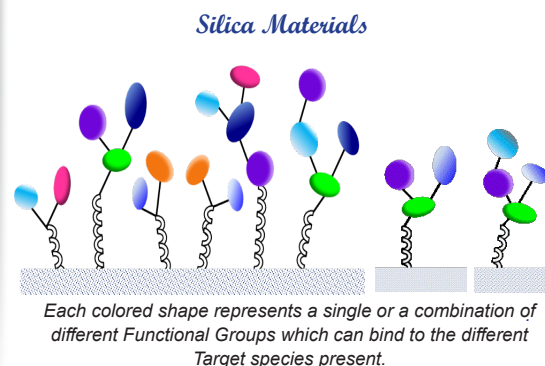 Silica Materials
Each colored shape represents a single or a combination of
different Functional Groups which can bind to the different
Target species present.